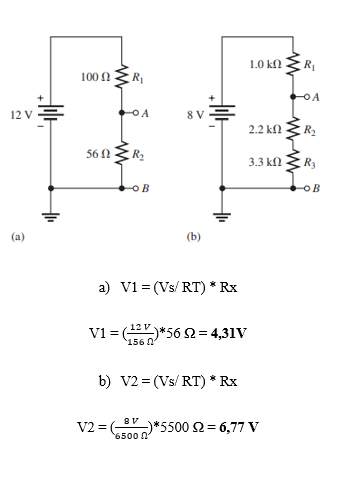 100 Ω R1
1.0 kΩ R1
+ A + A
12 V 8 V
2.2 kΩ R2
56 Ω R2
3.3 kΩ R3
B B
(a) (b)
a) V1 = (Vs/ RT) * Rx
V1 = (12 V/156 Ω)*56 Ω = 4,31V
b) V2 = (Vs/ RT) * Rx
V2 = (8 V/6500 Ω)*5500 Ω = 6,77 V